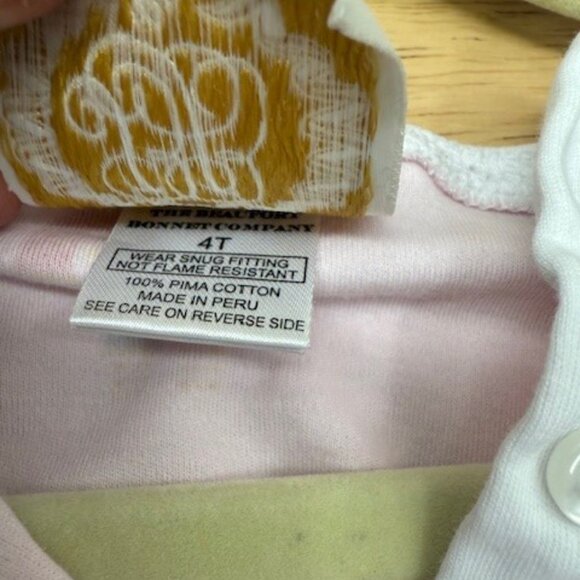 THE BEAUFORT
BONNET COMPANY
4T
WEAR SNUG FITTING
NOT FLAME RESISTANT
100% PIMA COTTON
MADE IN PERU
SEE CARE ON REVERSE SIDE